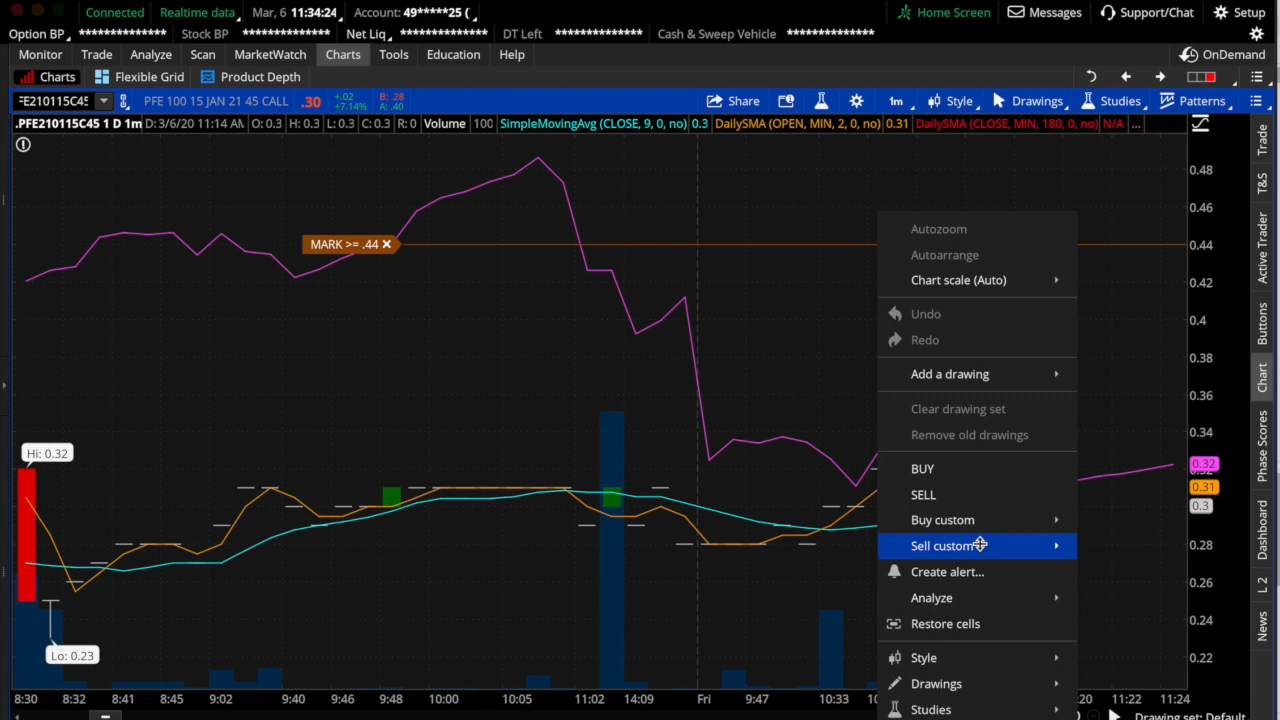 Connected Realtime data Mar, 6 11:34:24 Account: 49*****25 ( Home Screen Messages Support/Chat Setup
Option BP ************** Stock BP ************** Net Liq ************** DT Left ************** Cash & Sweep Vehicle **************
Monitor Trade Analyze Scan MarketWatch Charts Tools Education Help OnDemand
Charts Flexible Grid Product Depth
E210115C45 PFE 100 15 JAN 21 45 CALL .30 +.02 B: .28 Share 1m Style Drawings Studies Patterns
+7.14% A: .40
.PFE210115C45 1 D 1m D: 3/6/20 11:14 AM O: 0.3 H: 0.3 L: 0.3 C: 0.3 R: 0 Volume 100 SimpleMovingAvg (CLOSE, 9, 0, no) 0.3 DailySMA (OPEN, MIN, 2, 0, no) 0.31 DailySMA (CLOSE, MIN, 180, 0, no) N/A ...
0.48
0.46
MARK >= .44 0.44
0.42
0.4
0.38
0.36
0.34
Hi: 0.32
0.32
0.31
0.3
0.28
0.26
0.24
Lo: 0.23 0.22
Autozoom
Autoarrange
Chart scale (Auto)
Undo
Redo
Add a drawing
Clear drawing set
Remove old drawings
BUY
SELL
Buy custom
Sell custom
Create alert...
Analyze
Restore cells
Style
Drawings
Studies
Trade
T&S
Active Trader
Buttons
Chart
Phase Scores
Dashboard
L 2
News
8:30 8:32 8:41 8:45 9:02 9:40 9:46 9:48 10:00 10:05 11:02 14:09 Fri 9:47 10:33 :20 11:22 11:24
Drawing set: Default